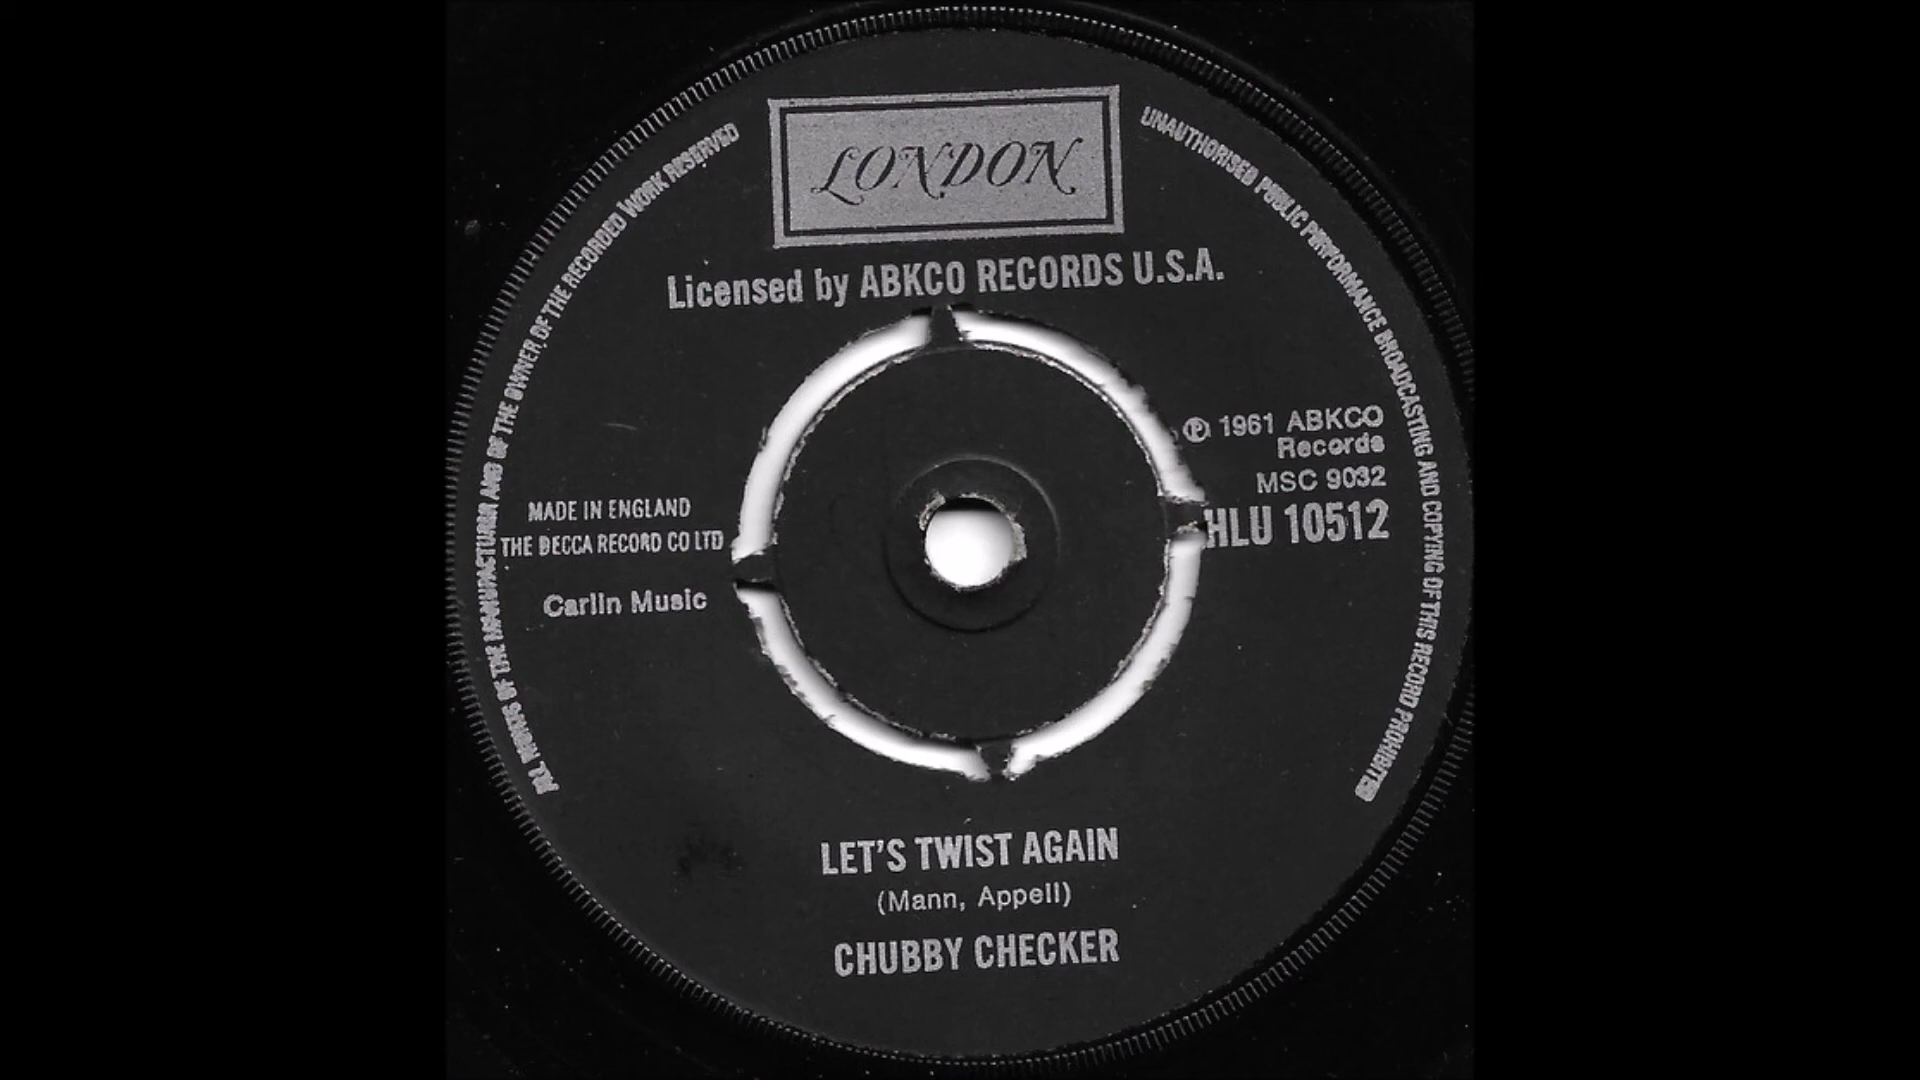 LONDON
Licensed by ABKCO RECORDS U.S.A.
ALL RIGHTS OF THE MANUFACTURER AND OF THE OWNER OF THE RECORDED WORK RESERVED
UNAUTHORISED PUBLIC PERFORMANCE BROADCASTING AND COPYING OF THIS RECORD PROHIBITED
MADE IN ENGLAND
THE DECCA RECORD CO LTD
Carlin Music
Ⓟ 1961 ABKCO
Records
MSC 9032
HLU 10512
LET'S TWIST AGAIN
(Mann, Appell)
CHUBBY CHECKER